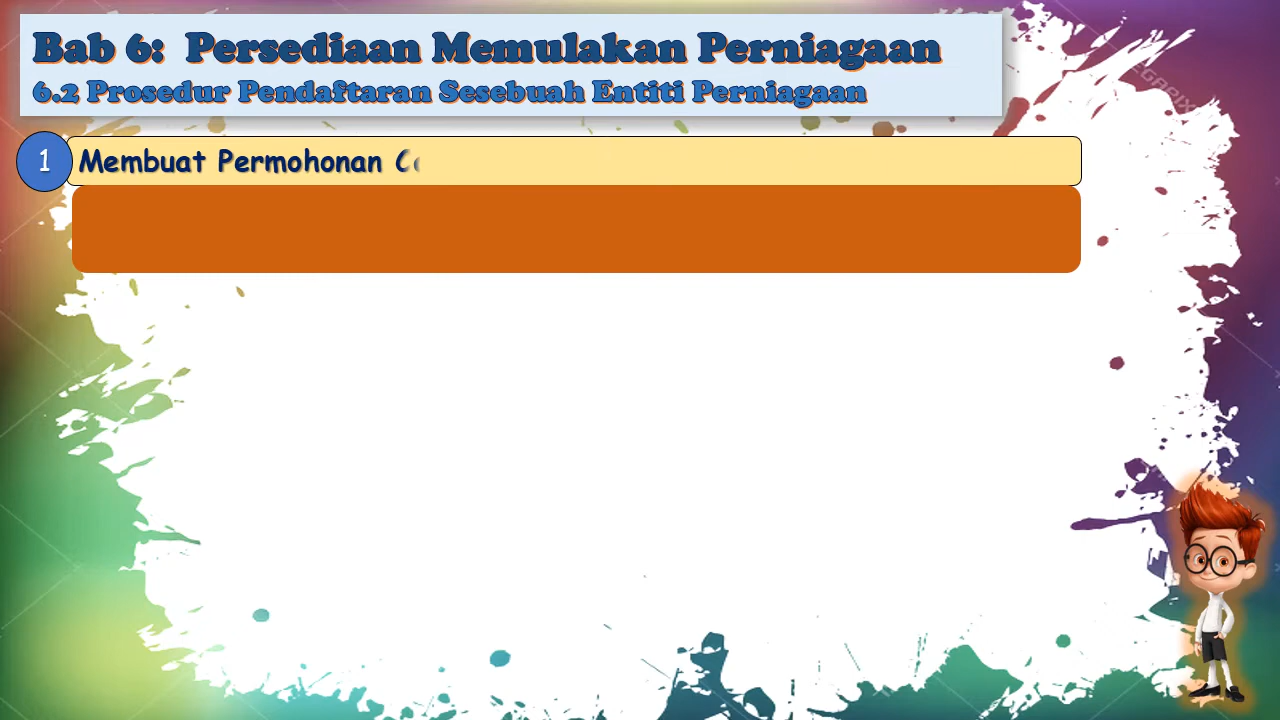 Bab 6: Persediaan Memulakan Perniagaan
6.2 Prosedur Pendaftaran Sesebuah Entiti Perniagaan
1
Membuat Permohonan